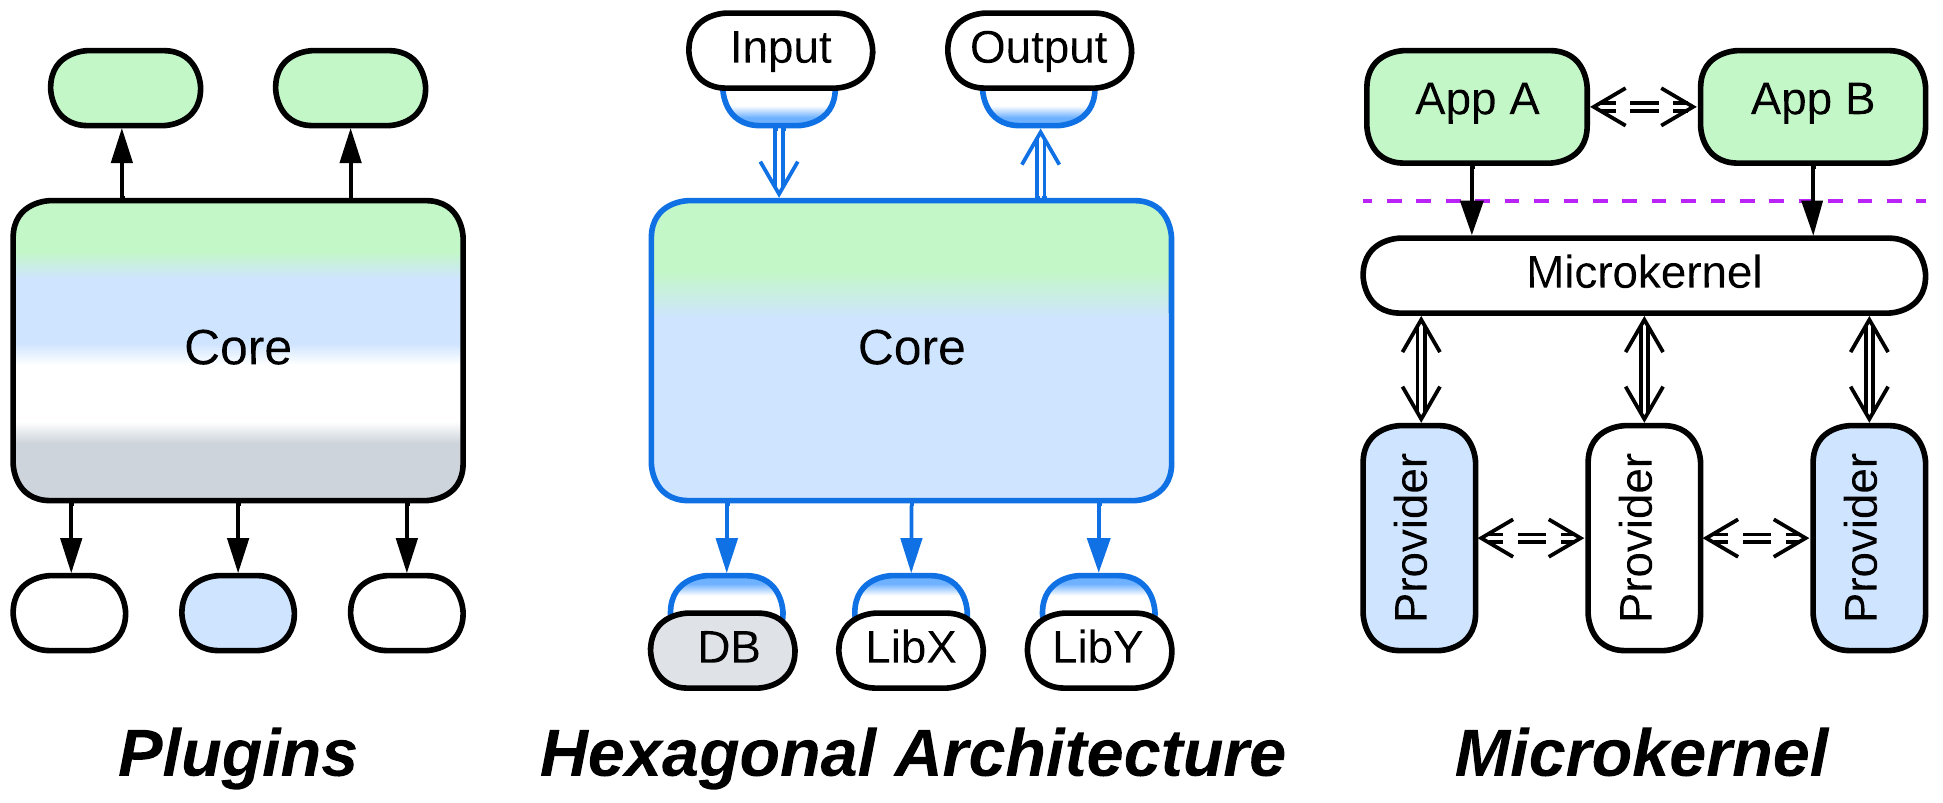 Input
Output
App A
App B
Microkernel
Core
Core
Provider
Provider
Provider
DB
LibX
LibY
Plugins
Hexagonal Architecture
Microkernel